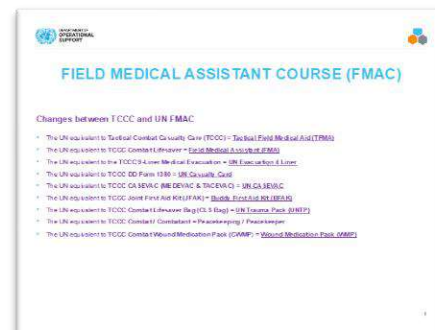 DEPARTMENT OF
OPERATIONAL
SUPPORT
FIELD MEDICAL ASSISTANT COURSE (FMAC)
Changes between TCCC and UN FMAC
The UN equivalent to Tactical Combat Casualty Care (TCCC) = Tactical Field Medical Aid (TFMA)
The UN equivalent to TCCC Combat Lifesaver = Field Medical Assistant (FMA)
The UN equivalent to the TCCC 9-Liner Medical Evacuation = UN Evacuation 4 Liner
The UN equivalent to TCCC DD Form 1380 = UN Casualty Card
The UN equivalent to TCCC CASEVAC (MEDEVAC & TACEVAC) = UN CASEVAC
The UN equivalent to TCCC Joint First Aid Kit (JFAK) = Buddy First Aid Kit (BFAK)
The UN equivalent to TCCC Combat Lifesaver Bag (CLS Bag) = UN Trauma Pack (UNTP)
The UN equivalent to TCCC Combat / Combatant = Peacekeeping / Peacekeeper
The UN equivalent to TCCC Combat Wound Medication Pack (CWMP) = Wound Medication Pack (WMP)